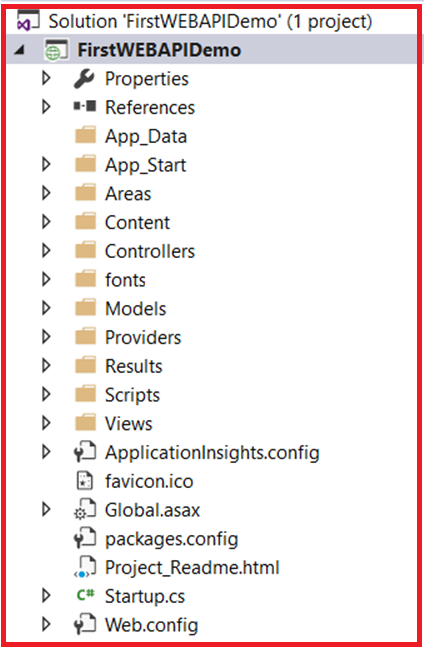 Solution 'FirstWEBAPIDemo' (1 project)
FirstWEBAPIDemo
Properties
References
App_Data
App_Start
Areas
Content
Controllers
fonts
Models
Providers
Results
Scripts
Views
ApplicationInsights.config
favicon.ico
Global.asax
packages.config
Project_Readme.html
C# Startup.cs
Web.config